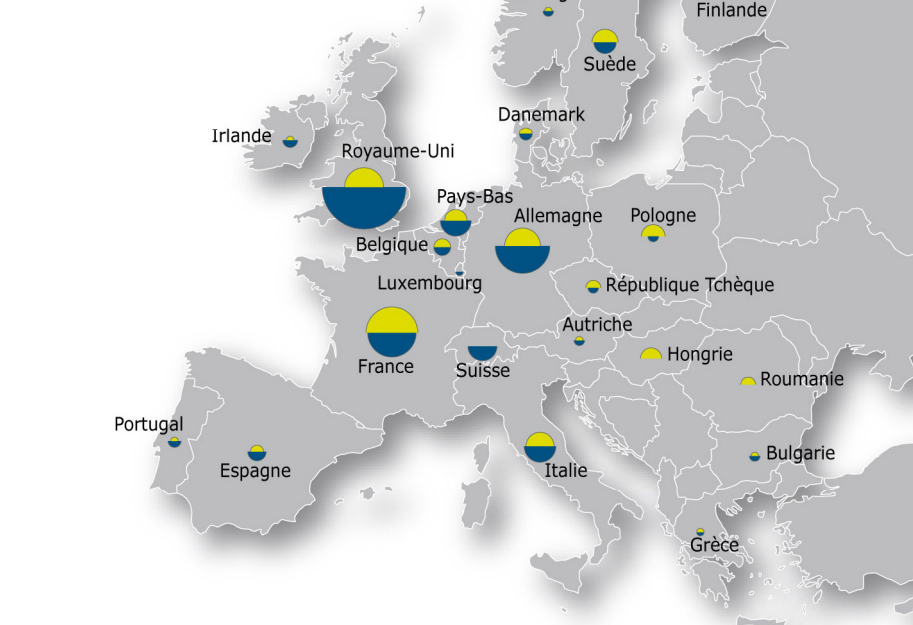 Finlande
Suède
Danemark
Irlande
Royaume-Uni
Pays-Bas
Allemagne
Pologne
Belgique
Luxembourg
République Tchèque
Autriche
Hongrie
France
Suisse
Roumanie
Portugal
Espagne
Italie
Bulgarie
Grèce